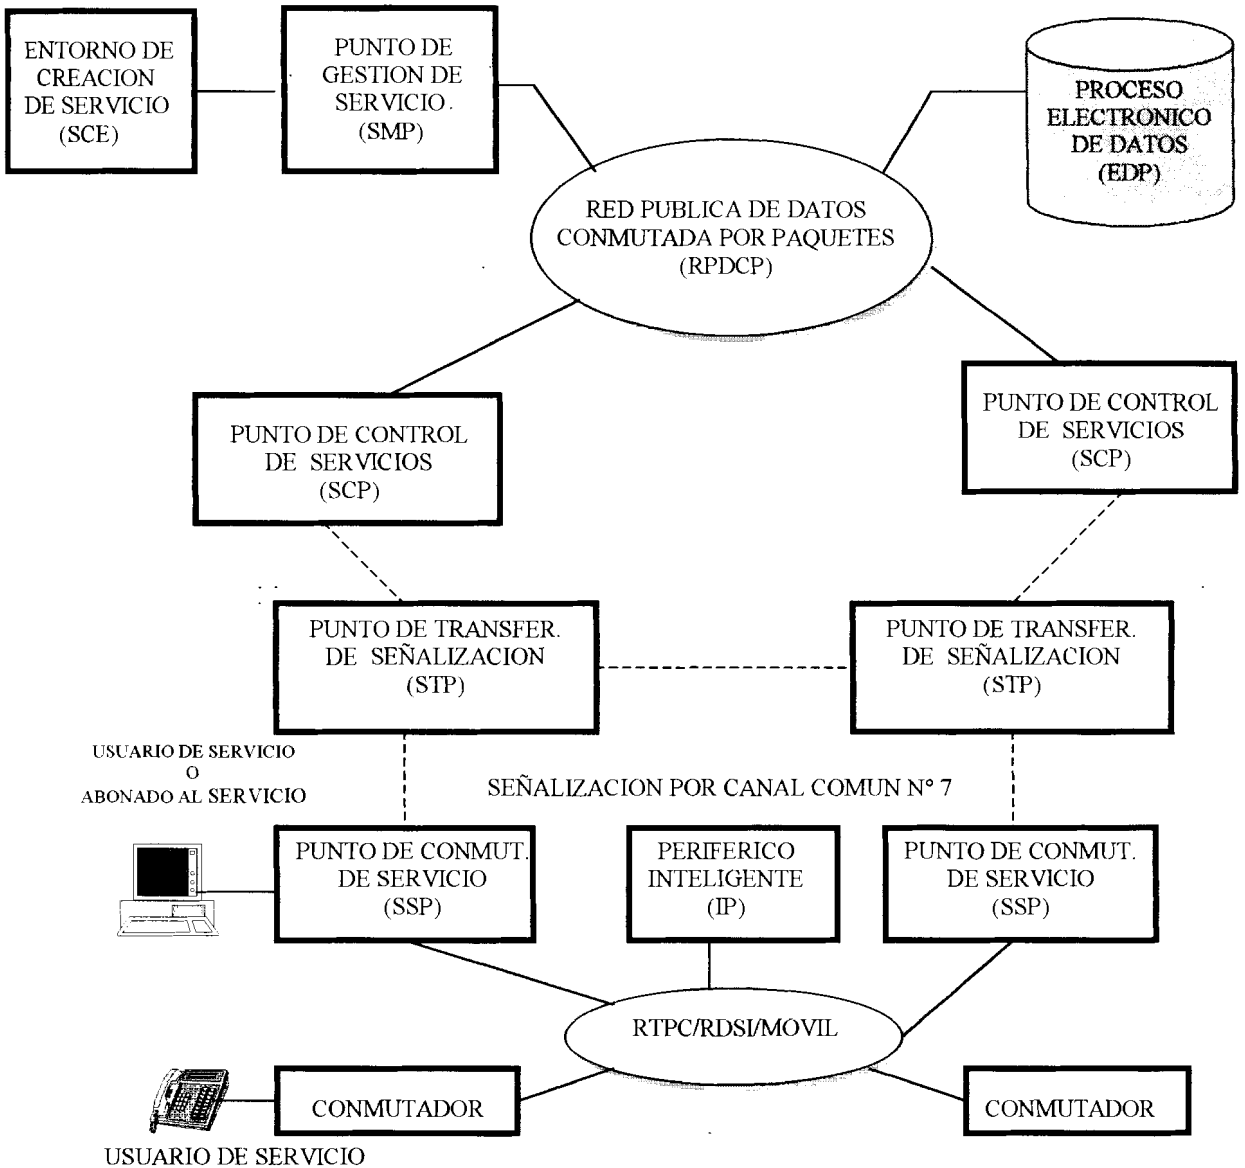 ENTORNO DE
CREACION
DE SERVICIO
(SCE)
PUNTO DE
GESTION DE
SERVICIO.
(SMP)
PROCESO
ELECTRONICO
DE DATOS
(EDP)
RED PUBLICA DE DATOS
CONMUTADA POR PAQUETES
(RPDCP)
PUNTO DE CONTROL
DE SERVICIOS
(SCP)
PUNTO DE CONTROL
DE SERVICIOS
(SCP)
PUNTO DE TRANSFER.
DE SEÑALIZACION
(STP)
PUNTO DE TRANSFER.
DE SEÑALIZACION
(STP)
USUARIO DE SERVICIO
O
ABONADO AL SERVICIO
SEÑALIZACION POR CANAL COMUN Nº 7
PUNTO DE CONMUT.
DE SERVICIO
(SSP)
PERIFERICO
INTELIGENTE
(IP)
PUNTO DE CONMUT.
DE SERVICIO
(SSP)
RTPC/RDSI/MOVIL
CONMUTADOR
CONMUTADOR
USUARIO DE SERVICIO